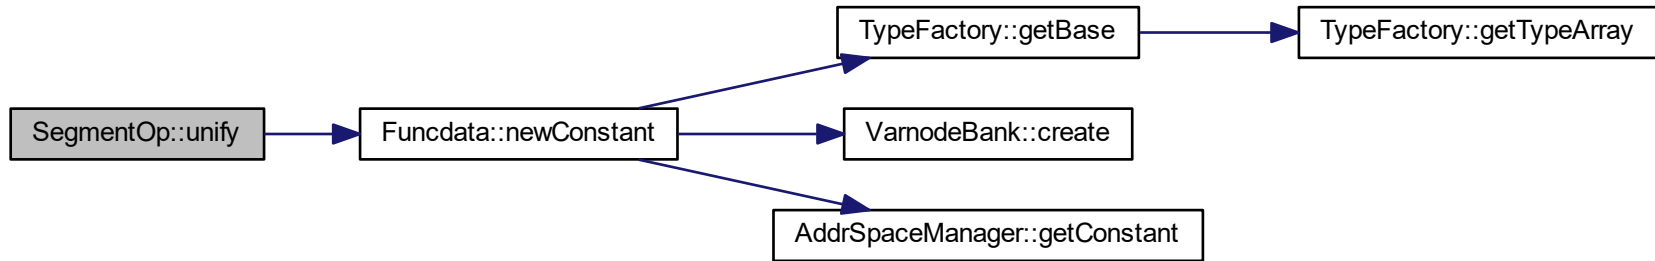 TypeFactory::getBase
TypeFactory::getTypeArray
SegmentOp::unify
Funcdata::newConstant
VarnodeBank::create
AddrSpaceManager::getConstant